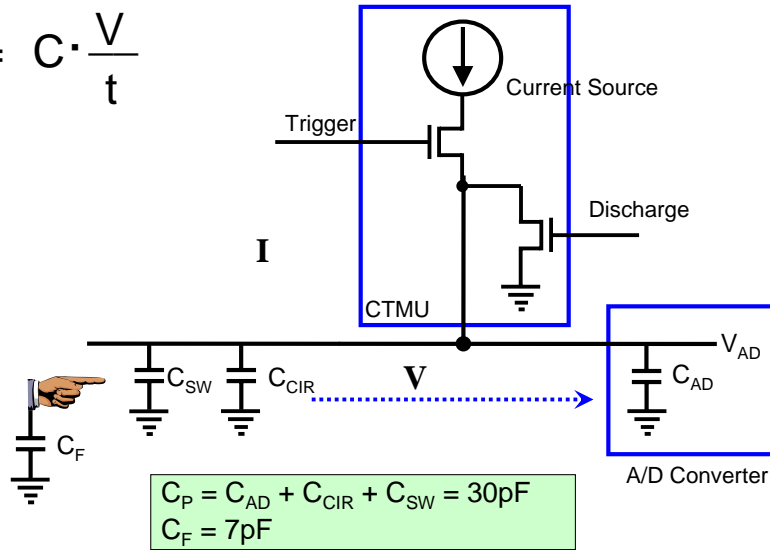 = C · V
t
Current Source
Trigger
Discharge
I
CTMU
V_AD
C_SW
C_CIR
V
C_AD
C_F
A/D Converter
C_P = C_AD + C_CIR + C_SW = 30pF
C_F = 7pF